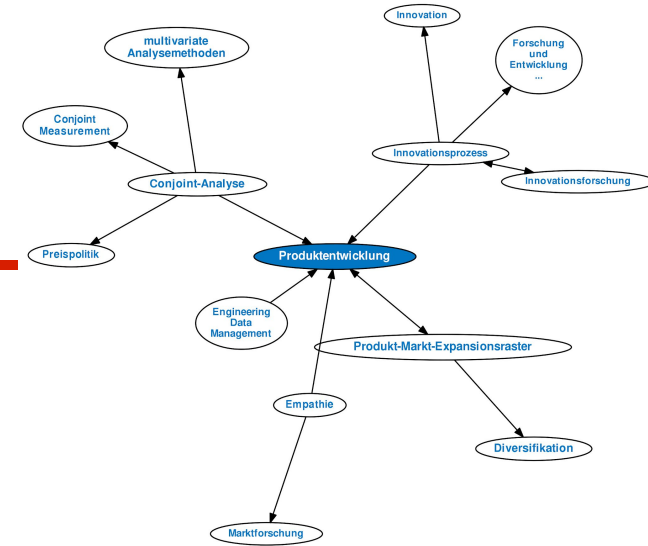 Innovation
multivariate
Analysemethoden
Forschung
und
Entwicklung
...
Conjoint
Measurement
Innovationsprozess
Conjoint-Analyse
Innovationsforschung
Preispolitik
Produktentwicklung
Engineering
Data
Management
Produkt-Markt-Expansionsraster
Empathie
Diversifikation
Marktforschung